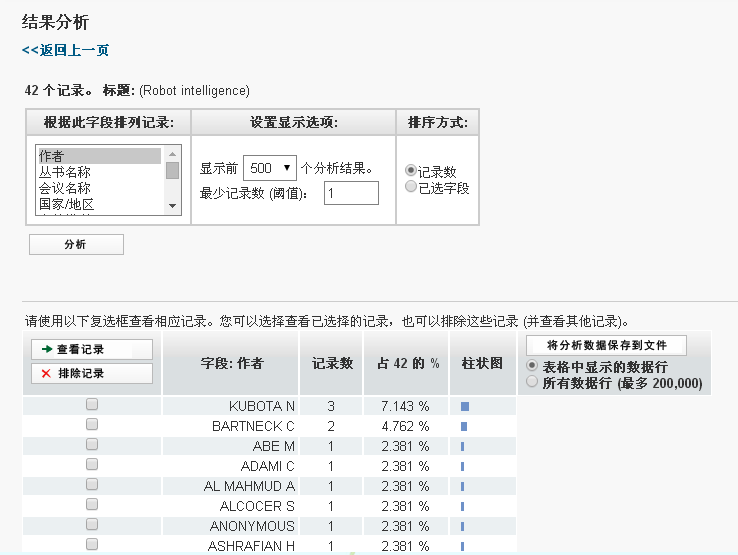 结果分析
<<返回上一页
42 个记录。 标题: (Robot intelligence)
根据此字段排列记录: 设置显示选项: 排序方式:
作者
丛书名称
会议名称
国家/地区
显示前 500 个分析结果。
最少记录数 (阈值): 1
记录数
已选字段
分析
请使用以下复选框查看相应记录。您可以选择查看已选择的记录，也可以排除这些记录 (并查看其他记录)。
查看记录
排除记录
字段: 作者 记录数 占 42 的 % 柱状图
将分析数据保存到文件
表格中显示的数据行
所有数据行 (最多 200,000)
KUBOTA N 3 7.143 %
BARTNECK C 2 4.762 %
ABE M 1 2.381 %
ADAMI C 1 2.381 %
AL MAHMUD A 1 2.381 %
ALCOCER S 1 2.381 %
ANONYMOUS 1 2.381 %
ASHRAFIAN H 1 2.381 %